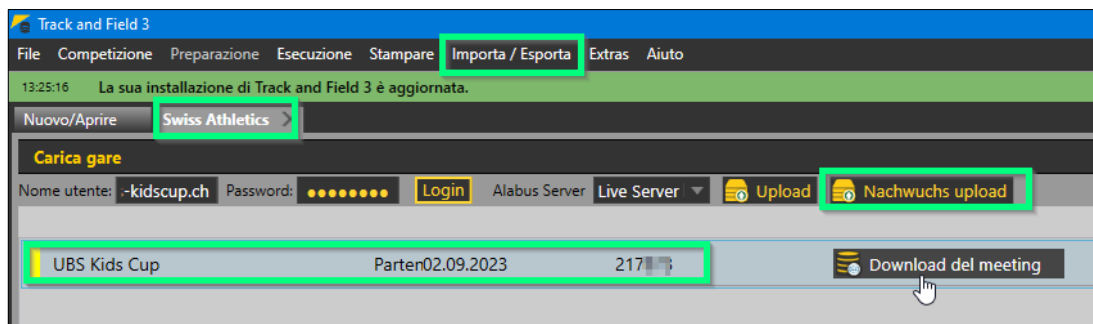 Track and Field 3
File Competizione Preparazione Esecuzione Stampare Importa / Esporta Extras Aiuto
13:25:16 La sua installazione di Track and Field 3 è aggiornata.
Nuovo/Aprire Swiss Athletics
Carica gare
Nome utente: -kidscup.ch Password: Login Alabus Server Live Server Upload Nachwuchs upload
UBS Kids Cup Parten02.09.2023 217 Download del meeting